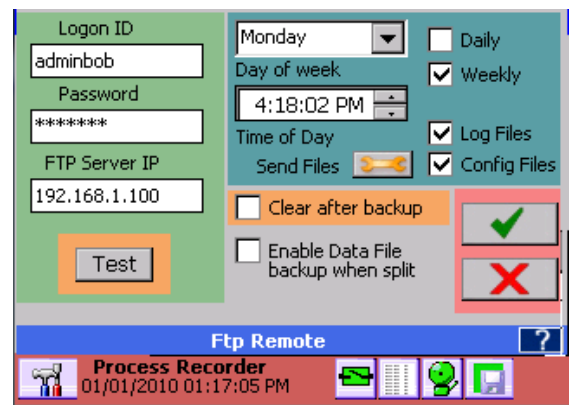 Logon ID
adminbob
Password
*******
FTP Server IP
192.168.1.100
Test
Monday
Day of week
4:18:02 PM
Time of Day
Send Files
Daily
Weekly
Log Files
Config Files
Clear after backup
Enable Data File
backup when split
Ftp Remote
?
Process Recorder
01/01/2010 01:17:05 PM